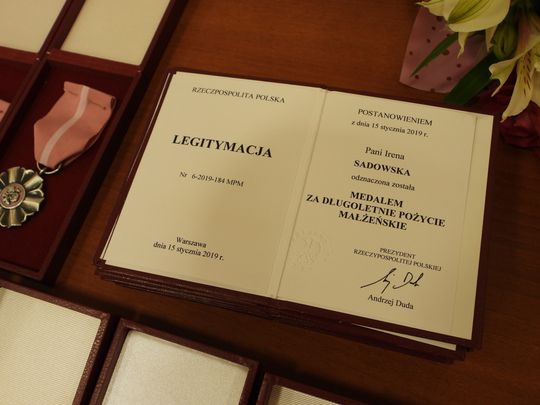 RZECZPOSPOLITA POLSKA
LEGITYMACJA
Nr 6-2019-184 MPM
Warszawa
dnia 15 stycznia 2019 r.
POSTANOWIENIEM
z dnia 15 stycznia 2019 r.
Pani Irena
SADOWSKA
odznaczona została
MEDALEM
ZA DŁUGOLETNIE POŻYCIE
MAŁŻEŃSKIE
PREZYDENT
RZECZYPOSPOLITEJ POLSKIEJ
Andrzej Duda